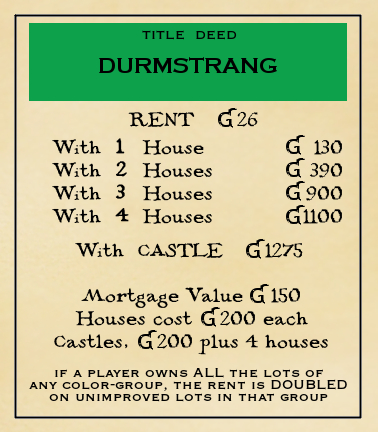 TITLE DEED
DURMSTRANG
RENT G26
With 1 House G 130
With 2 Houses G 390
With 3 Houses G 900
With 4 Houses G1100
With CASTLE G1275
Mortgage Value G150
Houses cost G200 each
Castles, G200 plus 4 houses
IF A PLAYER OWNS ALL THE LOTS OF
ANY COLOR-GROUP, THE RENT IS DOUBLED
ON UNIMPROVED LOTS IN THAT GROUP